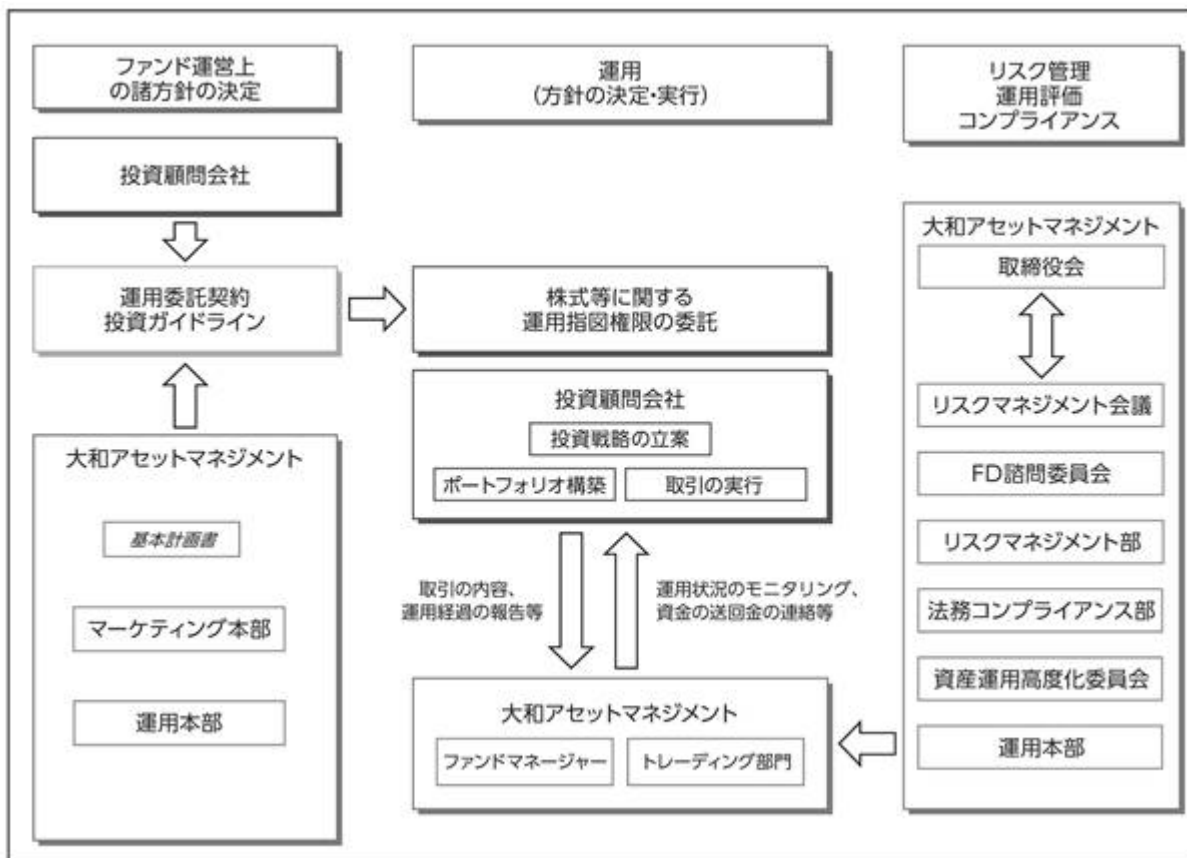 ファンド運営上
の諸方針の決定
投資顧問会社
運用委託契約
投資ガイドライン
大和アセットマネジメント
基本計画書
マーケティング本部
運用本部
運用
(方針の決定・実行)
株式等に関する
運用指図権限の委託
投資顧問会社
投資戦略の立案
ポートフォリオ構築
取引の実行
取引の内容、
運用経過の報告等
運用状況のモニタリング、
資金の送回金の連絡等
大和アセットマネジメント
ファンドマネージャー
トレーディング部門
リスク管理
運用評価
コンプライアンス
大和アセットマネジメント
取締役会
リスクマネジメント会議
FD諮問委員会
リスクマネジメント部
法務コンプライアンス部
資産運用高度化委員会
運用本部